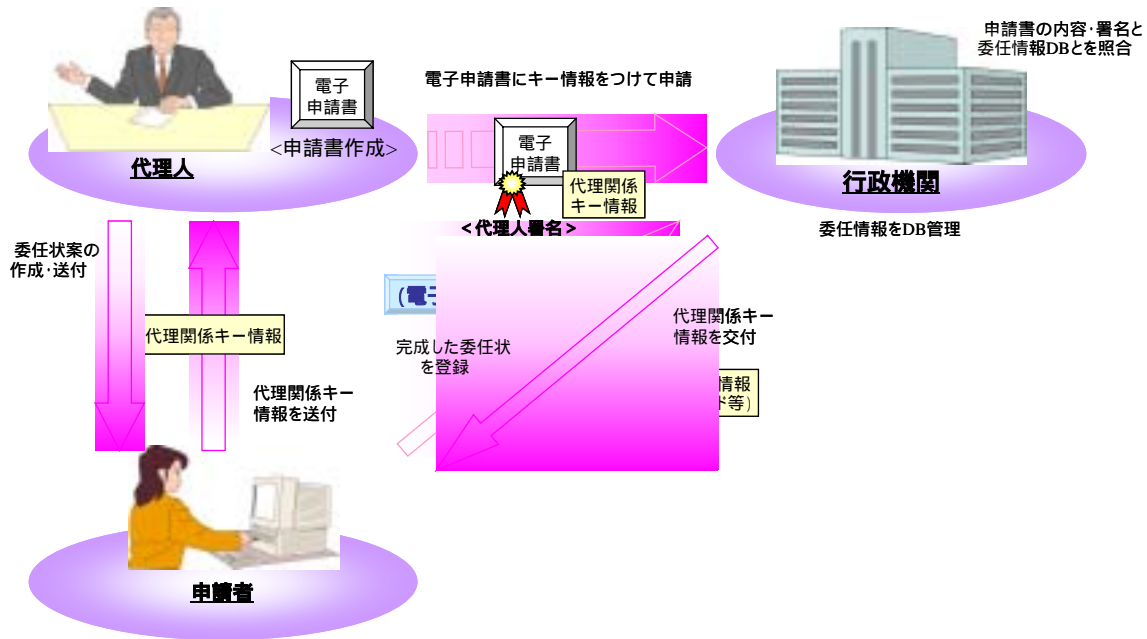 申請書の内容・署名と
委任情報DBとを照合
電子申請書にキー情報をつけて申請
電子
申請書
<申請書作成>
代理人
電子
申請書
代理関係
キー情報
<代理人署名>
行政機関
委任情報をDB管理
委任状案の
作成・送付
代理関係キー情報
代理関係キー
情報を送付
(電子
完成した委任状
を登録
代理関係キー
情報を交付
情報
ド等)
申請者